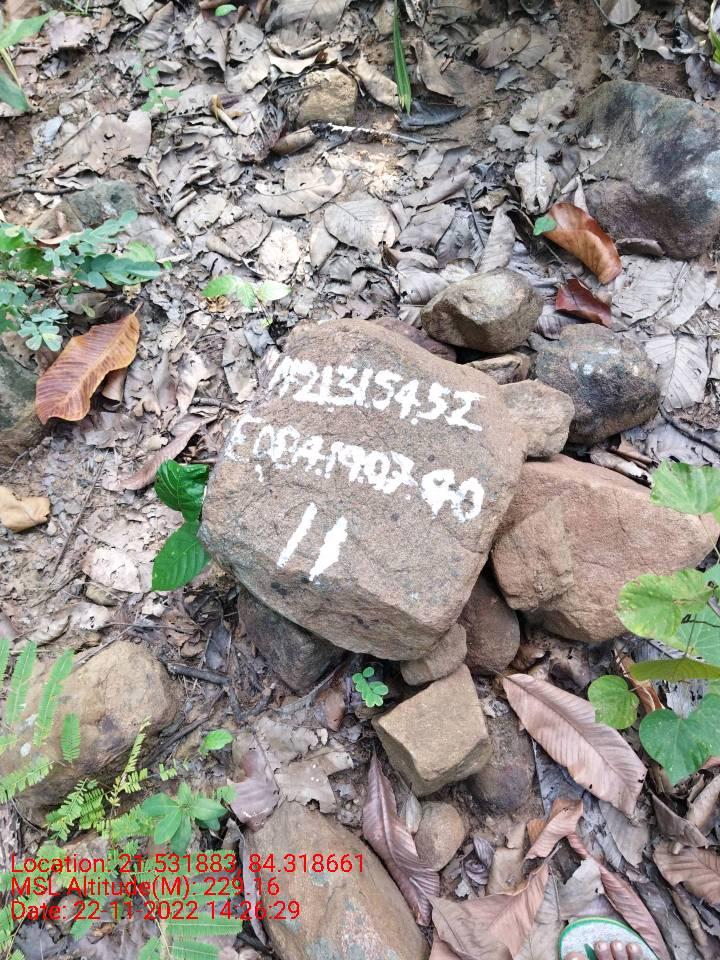 N21.31.54.52
E084.19.07.90
11
Location: 21.531883, 84.318661
MSL Altitude(M): 229.16
Date: 22-11-2022 14:26:29